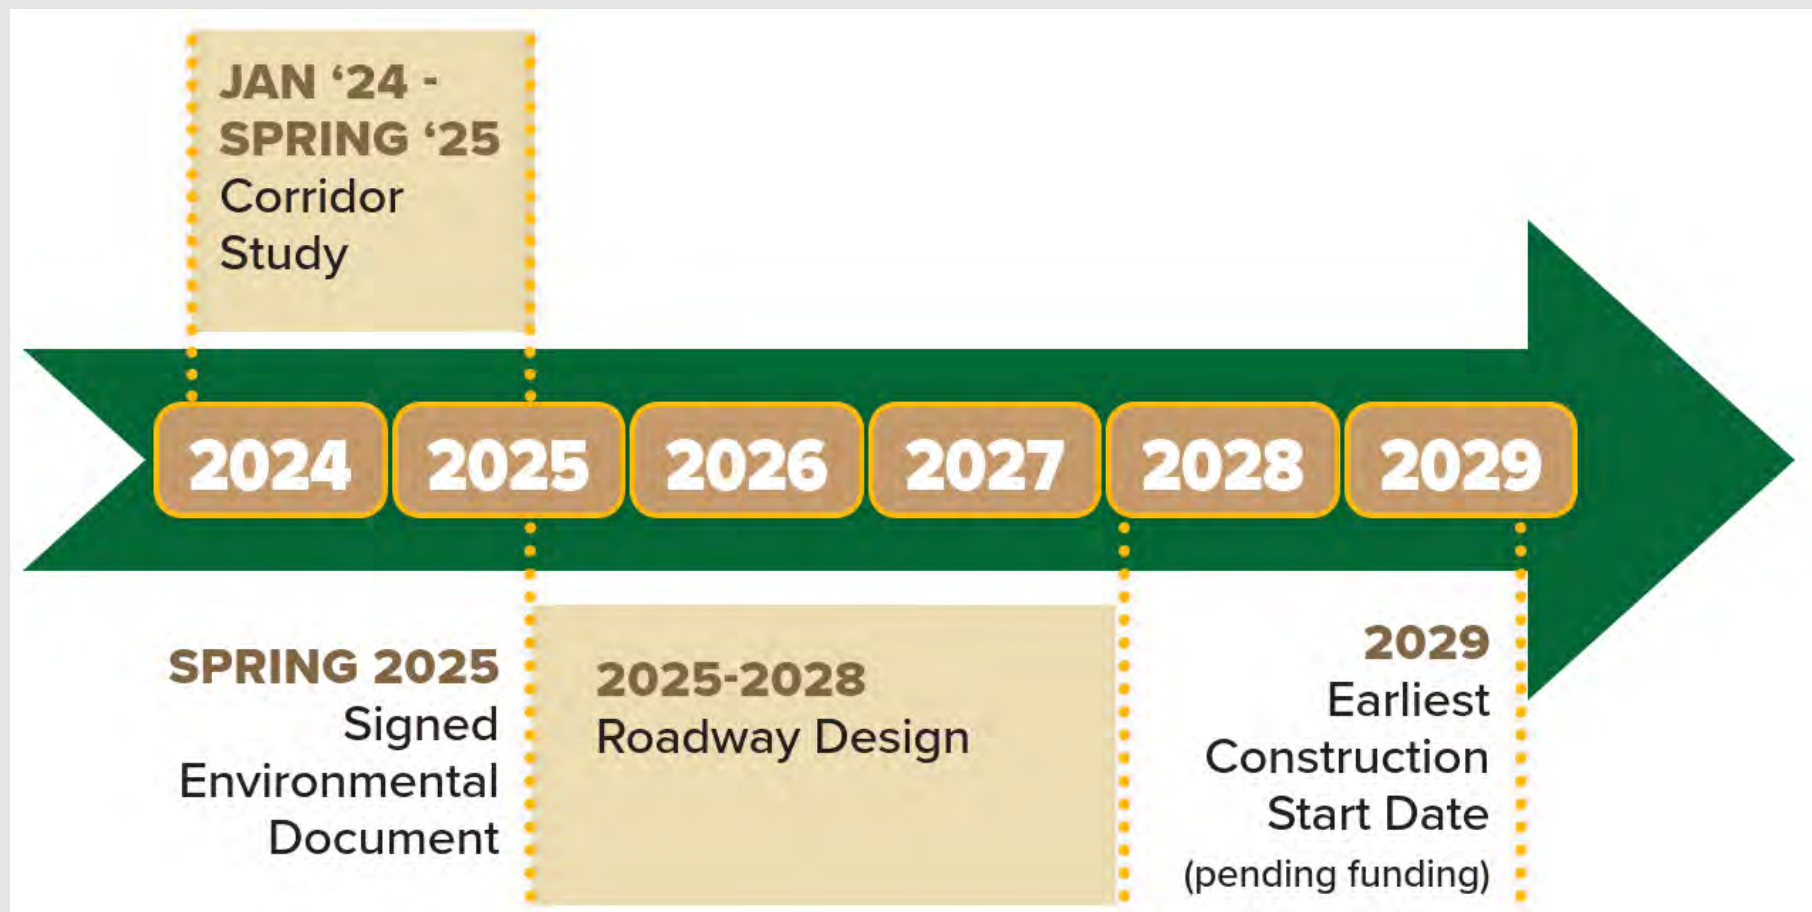 JAN ‘24 -
SPRING ‘25
Corridor
Study
2024 2025 2026 2027 2028 2029
SPRING 2025
Signed
Environmental
Document
2025-2028
Roadway Design
2029
Earliest
Construction
Start Date
(pending funding)